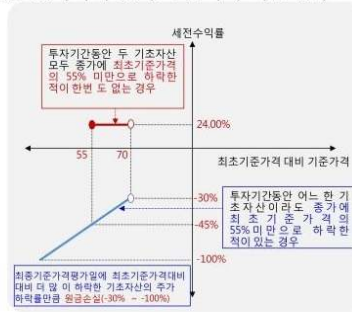 세전수익률
투자기간동안 두 기초자산
모두 종가에 최초기준가격
의 55% 미만으로 하락한
적이 한번 도 없는 경우
24.00%
55
70
최초기준가격 대비 기준가격
-30%
투자기간동안 어느 한 기
초자산이라도 종가에
최초기준가격의
55%미만으로 하락한
적이 있는 경우
-45%
-100%
최종기준가격평가일에 최초기준가격대비
대비 더 많 이 하락한 기초자산의 주가
하락률만큼 원금손실(-30% ~ -100%)